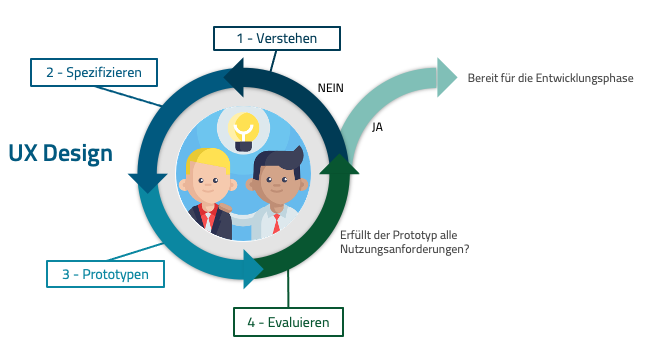 1 - Verstehen
2 - Spezifizieren
NEIN
Bereit für die Entwicklungsphase
JA
UX Design
Erfüllt der Prototyp alle
Nutzungsanforderungen?
3 - Prototypen
4 - Evaluieren